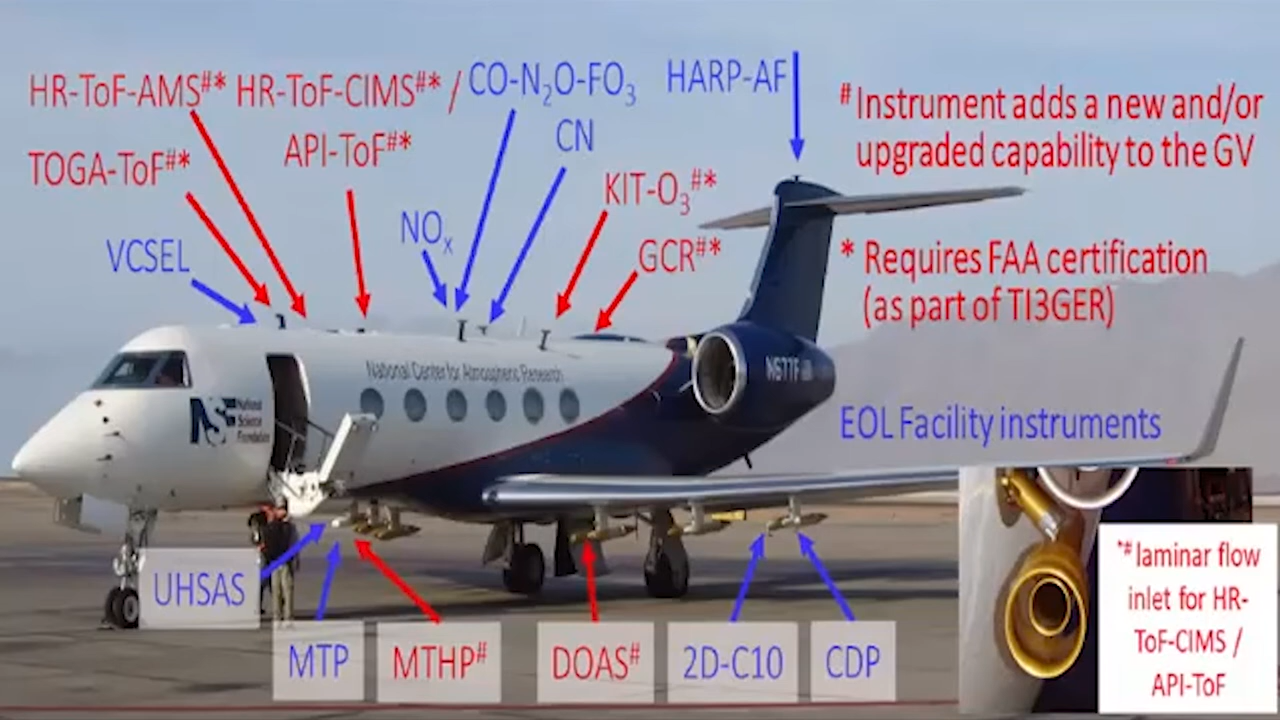 HR-ToF-AMS#* HR-ToF-CIMS#* / CO-N₂O-FO₃ HARP-AF
API-ToF#*
CN
TOGA-ToF#*
# Instrument adds a new and/or
upgraded capability to the GV
KIT-O₃#*
NOₓ
VCSEL
GCR#*
* Requires FAA certification
(as part of TI3GER)
National Center for Atmospheric Research
N677F
NSF
National
Science
Foundation
EOL Facility instruments
UHSAS
MTP
MTHP#
DOAS#
2D-C10
CDP
*# laminar flow
inlet for HR-
ToF-CIMS /
API-ToF